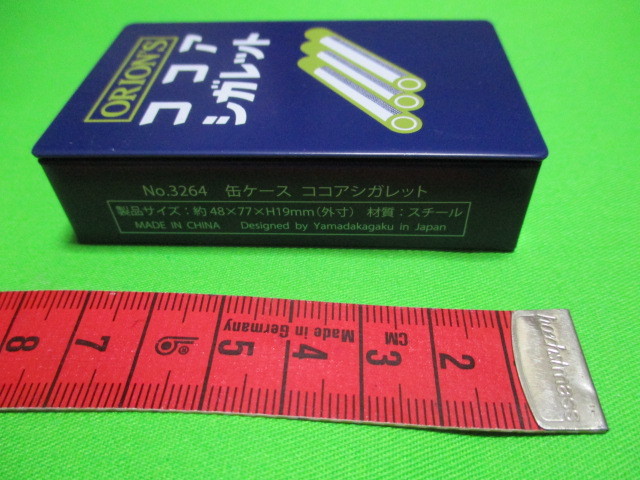 ORION'S
ココア
シガレット
No.3264 缶ケース ココアシガレット
製品サイズ:約48×77×H19mm(外寸) 材質:スチール
MADE IN CHINA Designed by Yamadakagaku in Japan
8 7 5 4 3 2
Made in Germany
CM